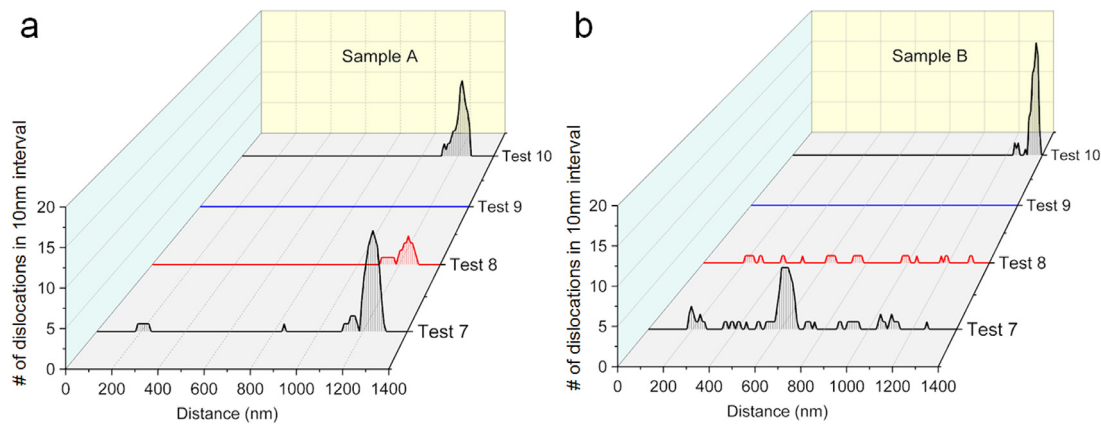 a
Sample A
# of dislocations in 10nm interval
20
15
10
5
0
0 200 400 600 800 1000 1200 1400
Distance (nm)
Test 10
Test 9
Test 8
Test 7
b
Sample B
# of dislocations in 10nm interval
20
15
10
5
0
0 200 400 600 800 1000 1200 1400
Distance (nm)
Test 10
Test 9
Test 8
Test 7